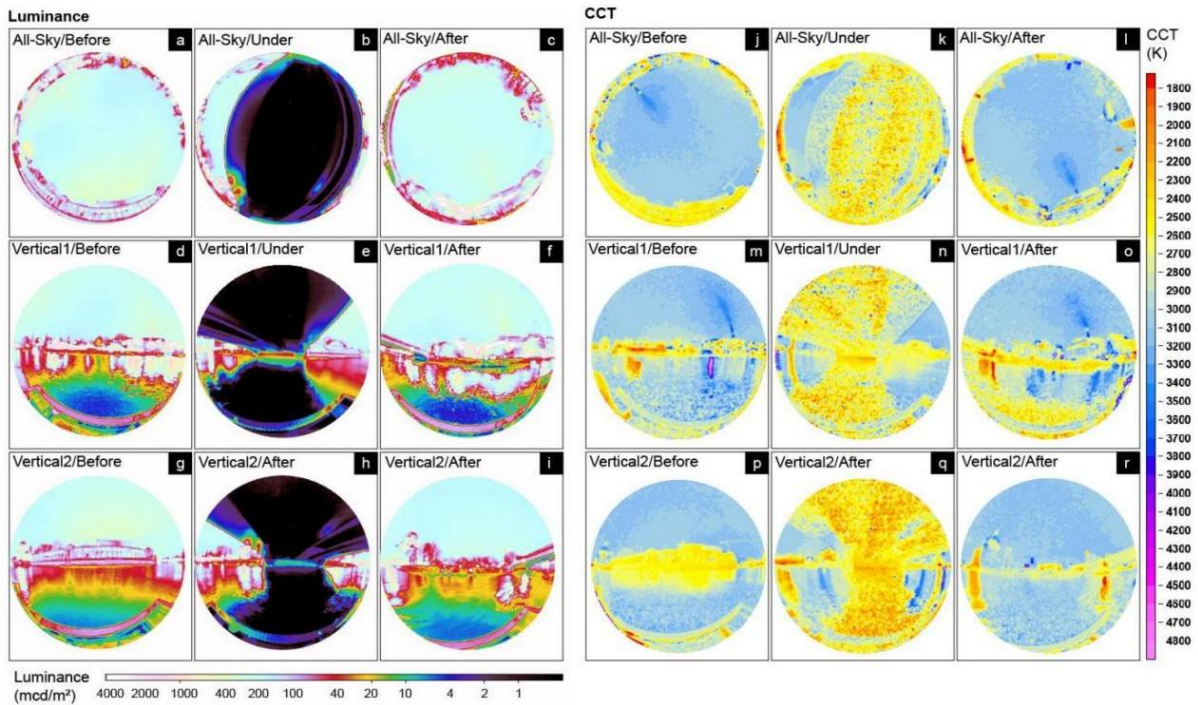 Luminance
CCT
All-Sky/Before a
All-Sky/Under b
All-Sky/After c
All-Sky/Before j
All-Sky/Under k
All-Sky/After l
CCT
(K)
Vertical1/Before d
Vertical1/Under e
Vertical1/After f
Vertical1/Before m
Vertical1/Under n
Vertical1/After o
Vertical2/Before g
Vertical2/After h
Vertical2/After i
Vertical2/Before p
Vertical2/After q
Vertical2/After r
1800
1900
2000
2100
2200
2300
2400
2500
2600
2700
2800
2900
3000
3100
3200
3300
3400
3500
3600
3700
3800
3900
4000
4100
4200
4300
4400
4500
4600
4700
4800
Luminance
(mcd/m²)
4000 2000 1000 400 200 100 40 20 10 4 2 1